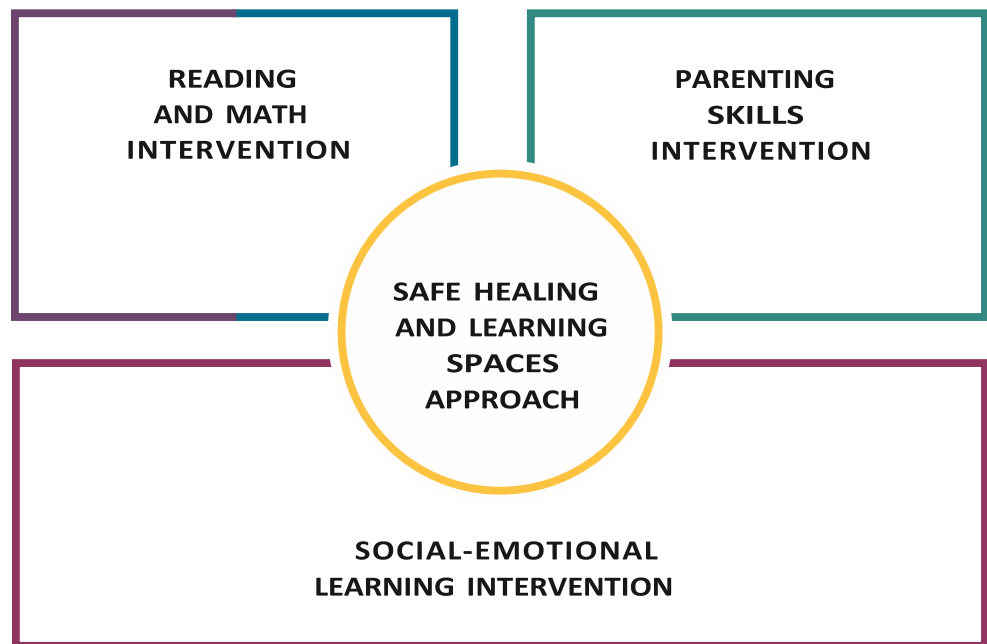 READING
AND MATH
INTERVENTION
PARENTING
SKILLS
INTERVENTION
SAFE HEALING
AND LEARNING
SPACES
APPROACH
SOCIAL-EMOTIONAL
LEARNING INTERVENTION